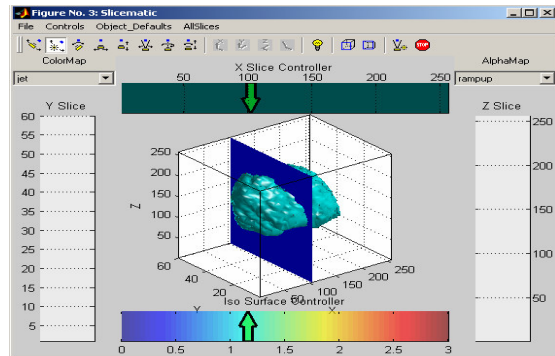 Figure No. 3: Slicematic
File Controls Object_Defaults AllSlices
STOP
ColorMap
AlphaMap
jet
rampup
X Slice Controller
50 100 150 200 250
Y Slice
60
55
50
45
40
35
30
25
20
15
10
5
Z
250
200
150
100
50
60
40
20
Y
50
100
150
200
250
X
Z Slice
250
200
150
100
50
Iso Surface Controller
0 0.5 1 1.5 2 2.5 3